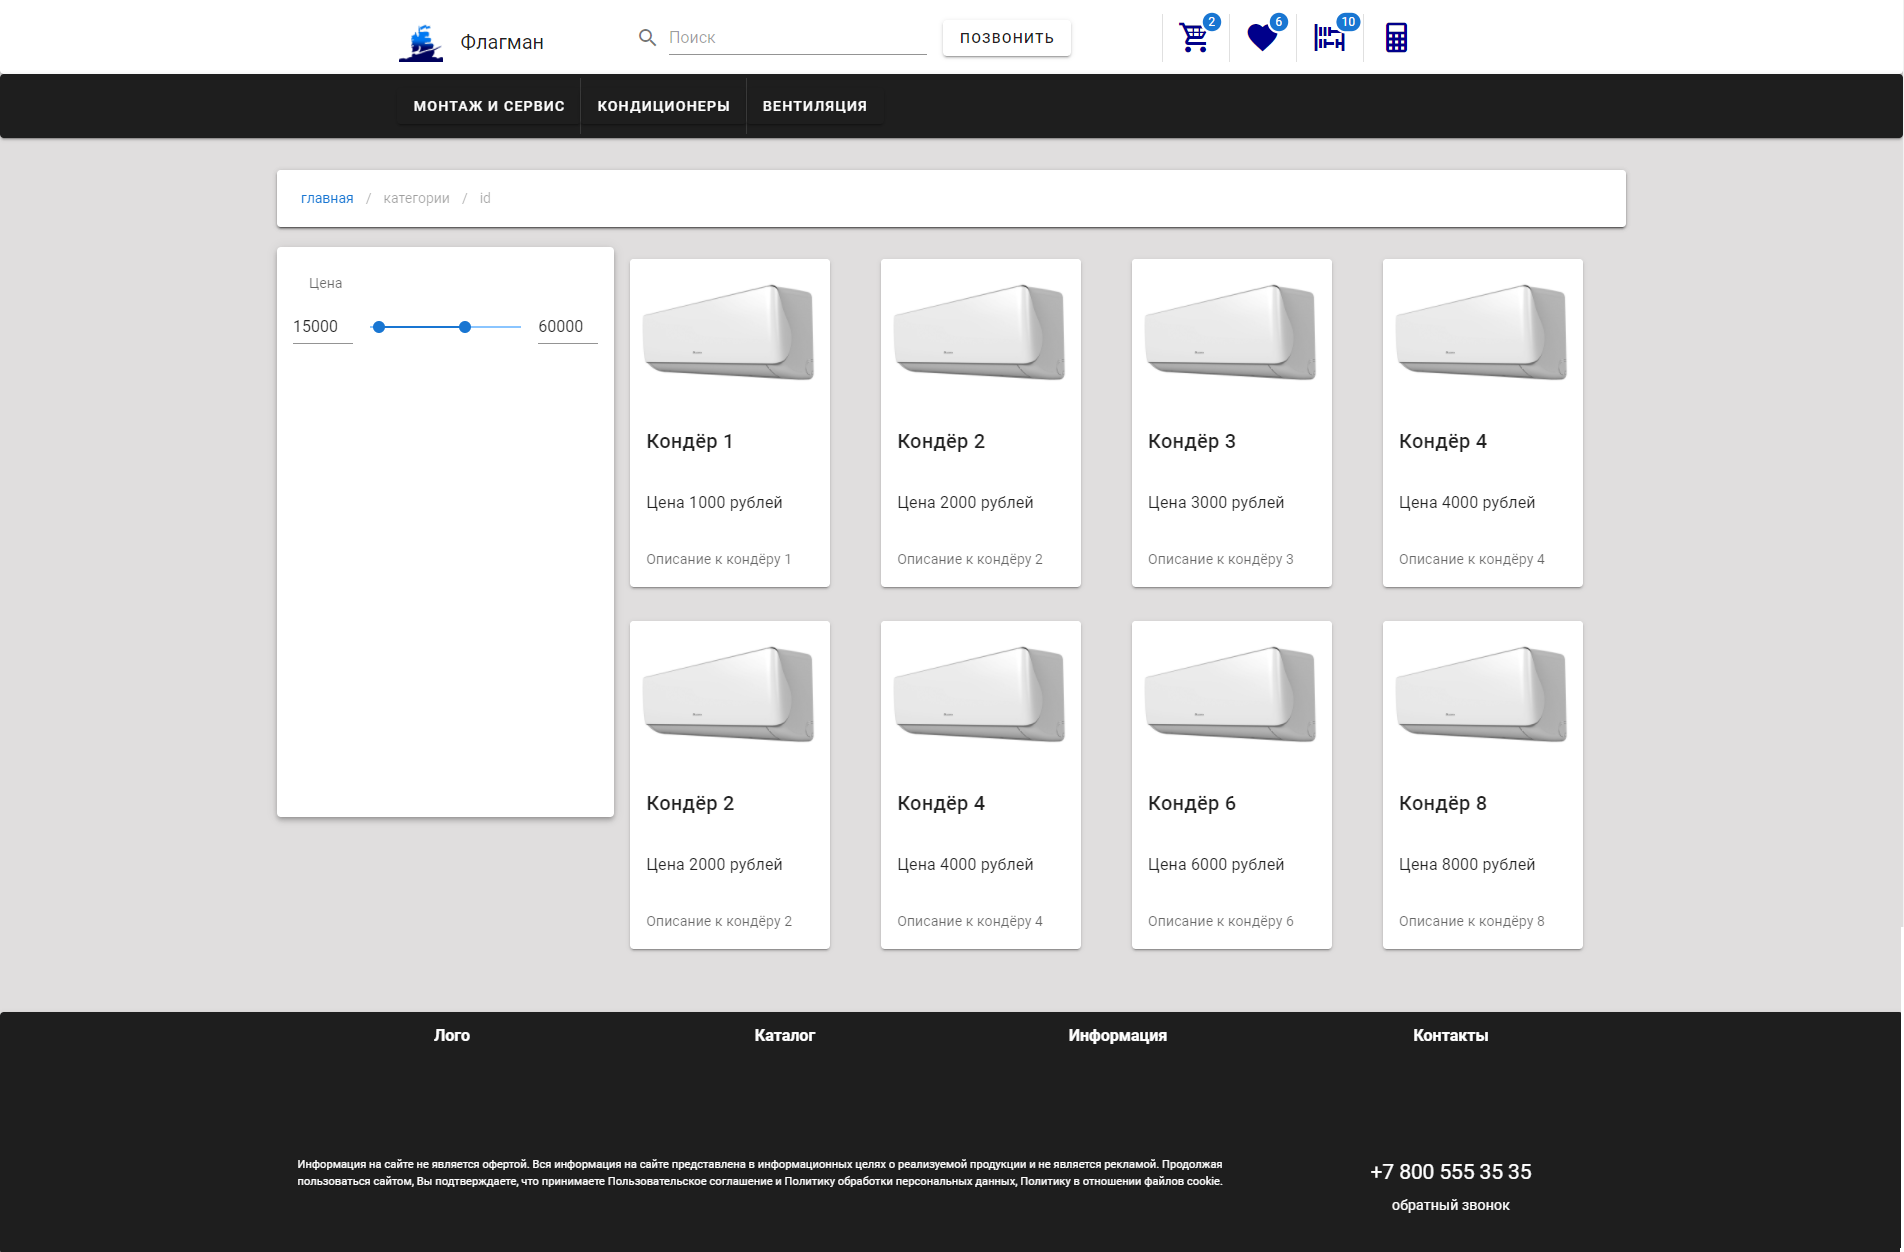 Флагман
Поиск
ПОЗВОНИТЬ
2
6
10
МОНТАЖ И СЕРВИС
КОНДИЦИОНЕРЫ
ВЕНТИЛЯЦИЯ
главная / категории / id
Цена
15000
60000
Кондёр 1
Кондёр 2
Кондёр 3
Кондёр 4
Цена 1000 рублей
Цена 2000 рублей
Цена 3000 рублей
Цена 4000 рублей
Описание к кондёру 1
Описание к кондёру 2
Описание к кондёру 3
Описание к кондёру 4
Кондёр 2
Кондёр 4
Кондёр 6
Кондёр 8
Цена 2000 рублей
Цена 4000 рублей
Цена 6000 рублей
Цена 8000 рублей
Описание к кондёру 2
Описание к кондёру 4
Описание к кондёру 6
Описание к кондёру 8
Лого
Каталог
Информация
Контакты
Информация на сайте не является офертой. Вся информация на сайте представлена в информационных целях о реализуемой продукции и не является рекламой. Продолжая
пользоваться сайтом, Вы подтверждаете, что принимаете Пользовательское соглашение и Политику обработки персональных данных, Политику в отношении файлов cookie.
+7 800 555 35 35
обратный звонок